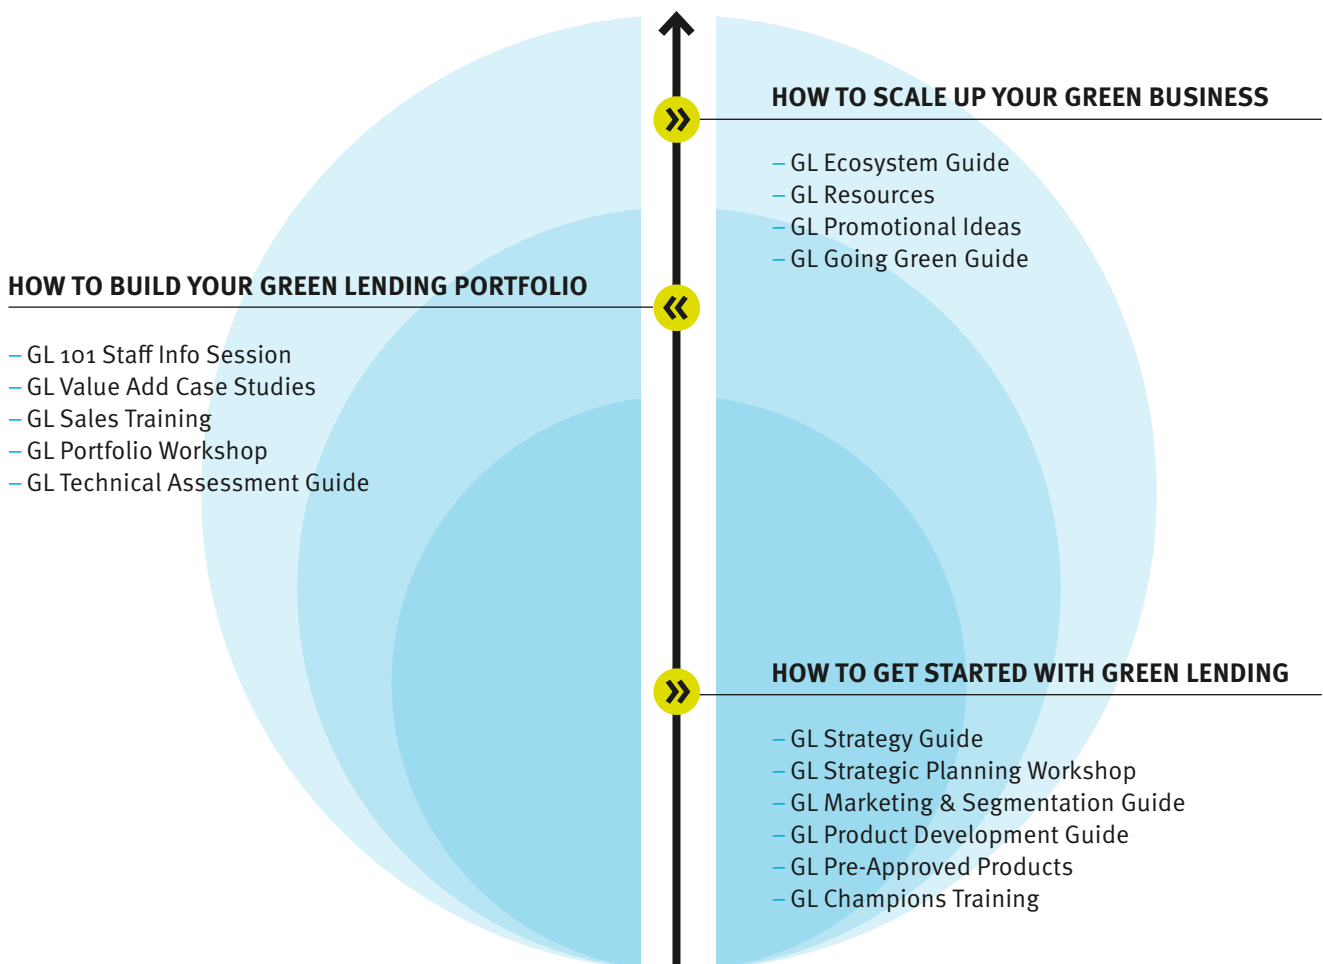 HOW TO SCALE UP YOUR GREEN BUSINESS
– GL Ecosystem Guide
– GL Resources
– GL Promotional Ideas
– GL Going Green Guide
HOW TO BUILD YOUR GREEN LENDING PORTFOLIO
– GL 101 Staff Info Session
– GL Value Add Case Studies
– GL Sales Training
– GL Portfolio Workshop
– GL Technical Assessment Guide
HOW TO GET STARTED WITH GREEN LENDING
– GL Strategy Guide
– GL Strategic Planning Workshop
– GL Marketing & Segmentation Guide
– GL Product Development Guide
– GL Pre-Approved Products
– GL Champions Training